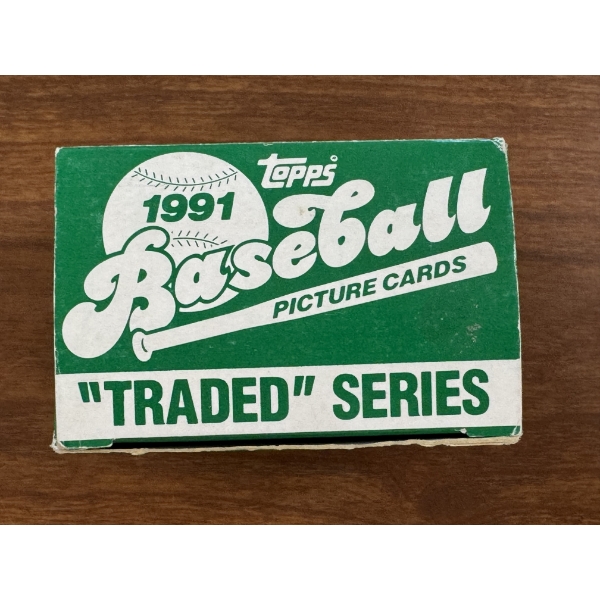 topps®
1991
Baseball
PICTURE CARDS
"TRADED" SERIES